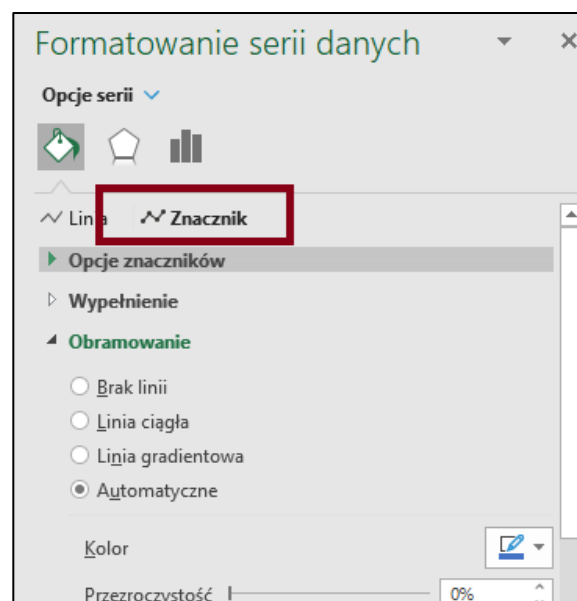 Formatowanie serii danych
Opcje serii
Linia Znacznik
Opcje znaczników
Wypełnienie
Obramowanie
Brak linii
Linia ciągła
Linia gradientowa
Automatyczne
Kolor
Przezroczystość 0%